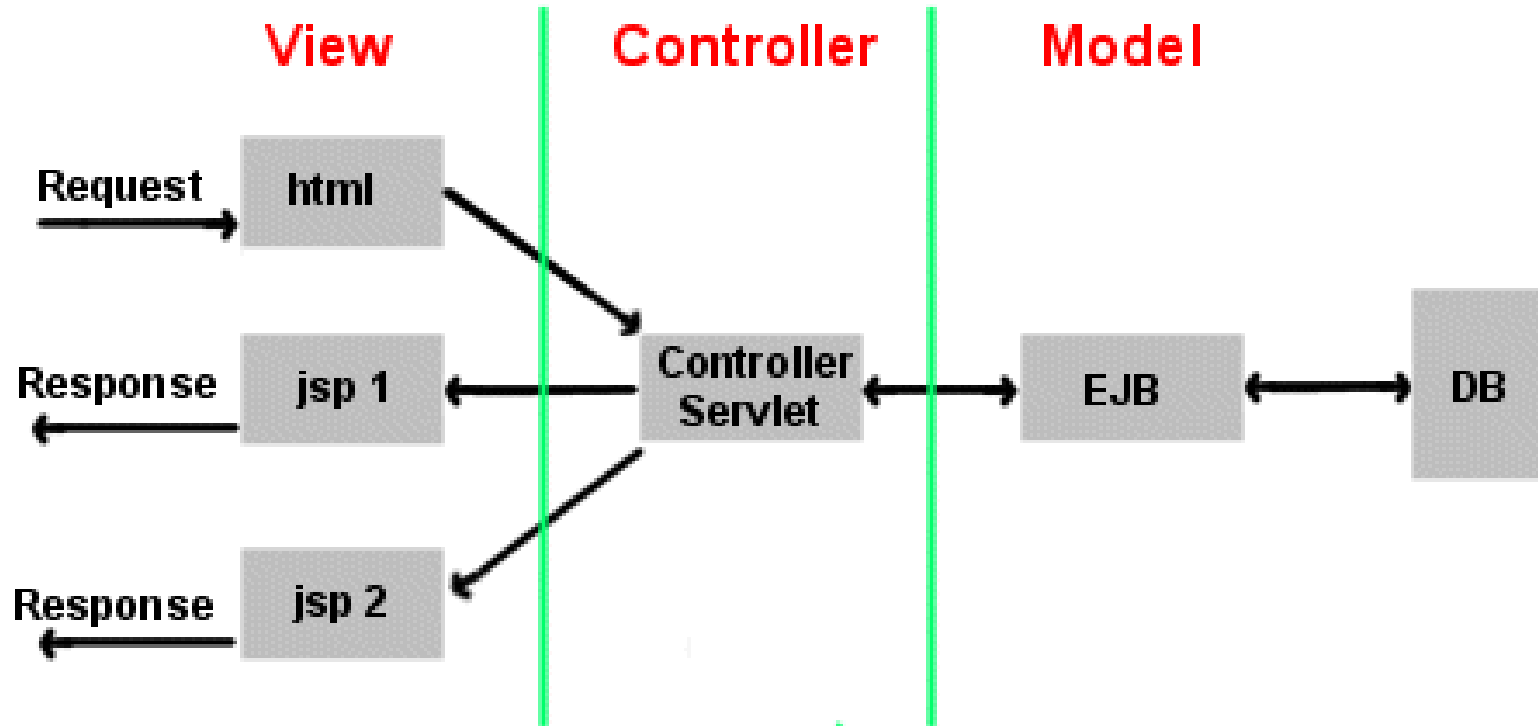 View
Controller
Model
Request
html
Response
jsp 1
Controller
Servlet
EJB
DB
Response
jsp 2